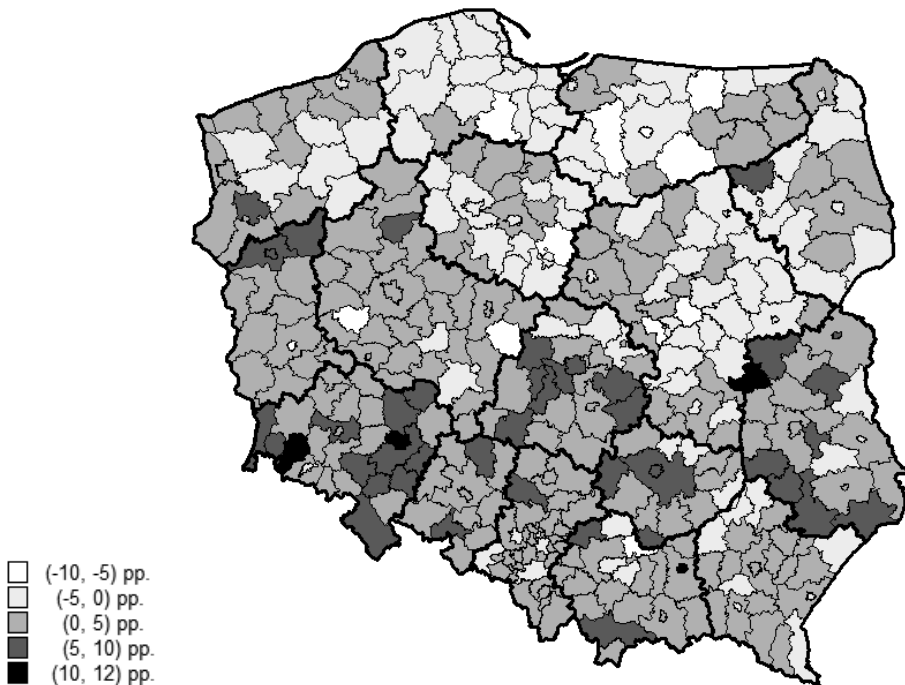 (-10, -5) pp.
(-5, 0) pp.
(0, 5) pp.
(5, 10) pp.
(10, 12) pp.